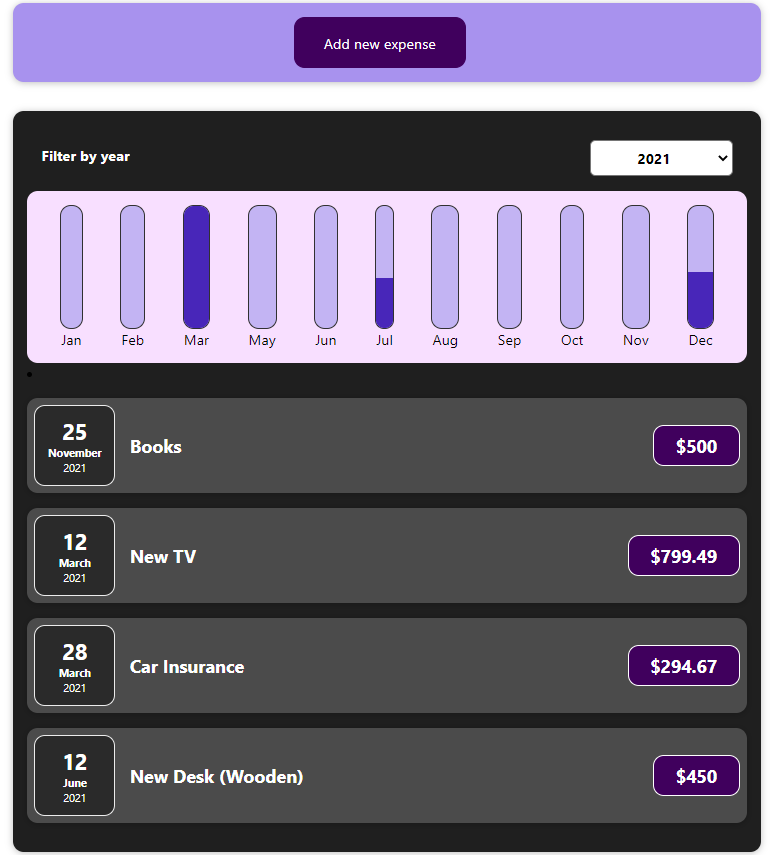 Add new expense
Filter by year
2021
Jan Feb Mar May Jun Jul Aug Sep Oct Nov Dec
25
November
2021
Books
$500
12
March
2021
New TV
$799.49
28
March
2021
Car Insurance
$294.67
12
June
2021
New Desk (Wooden)
$450